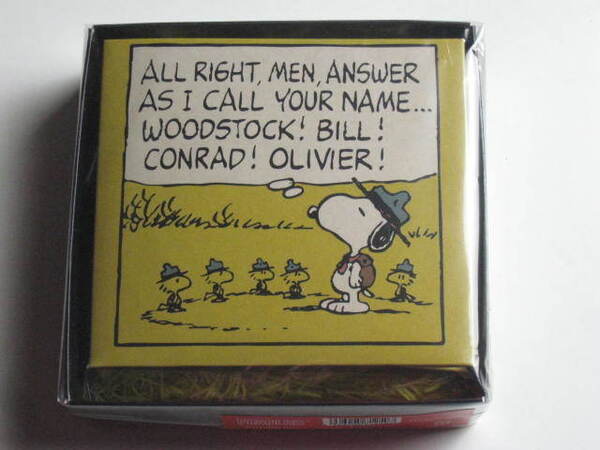 ALL RIGHT, MEN, ANSWER
AS I CALL YOUR NAME...
WOODSTOCK! BILL!
CONRAD! OLIVIER!